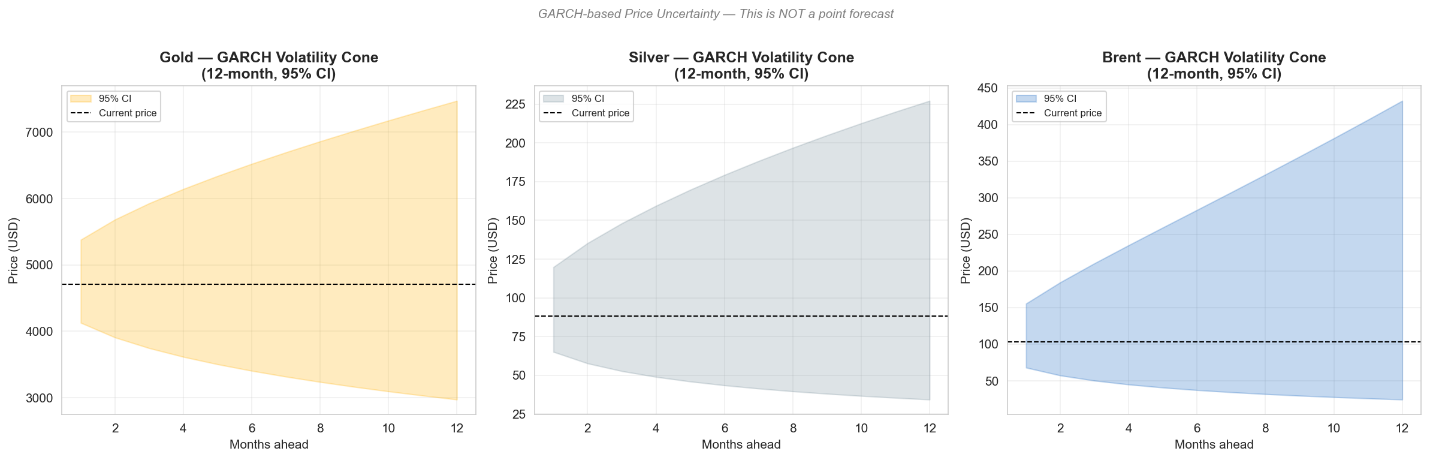 GARCH-based Price Uncertainty — This is NOT a point forecast
Gold — GARCH Volatility Cone
(12-month, 95% CI)
95% CI
Current price
Price (USD)
7000
6000
5000
4000
3000
2
4
6
8
10
12
Months ahead
Silver — GARCH Volatility Cone
(12-month, 95% CI)
95% CI
Current price
Price (USD)
225
200
175
150
125
100
75
50
25
2
4
6
8
10
12
Months ahead
Brent — GARCH Volatility Cone
(12-month, 95% CI)
95% CI
Current price
Price (USD)
450
400
350
300
250
200
150
100
50
2
4
6
8
10
12
Months ahead